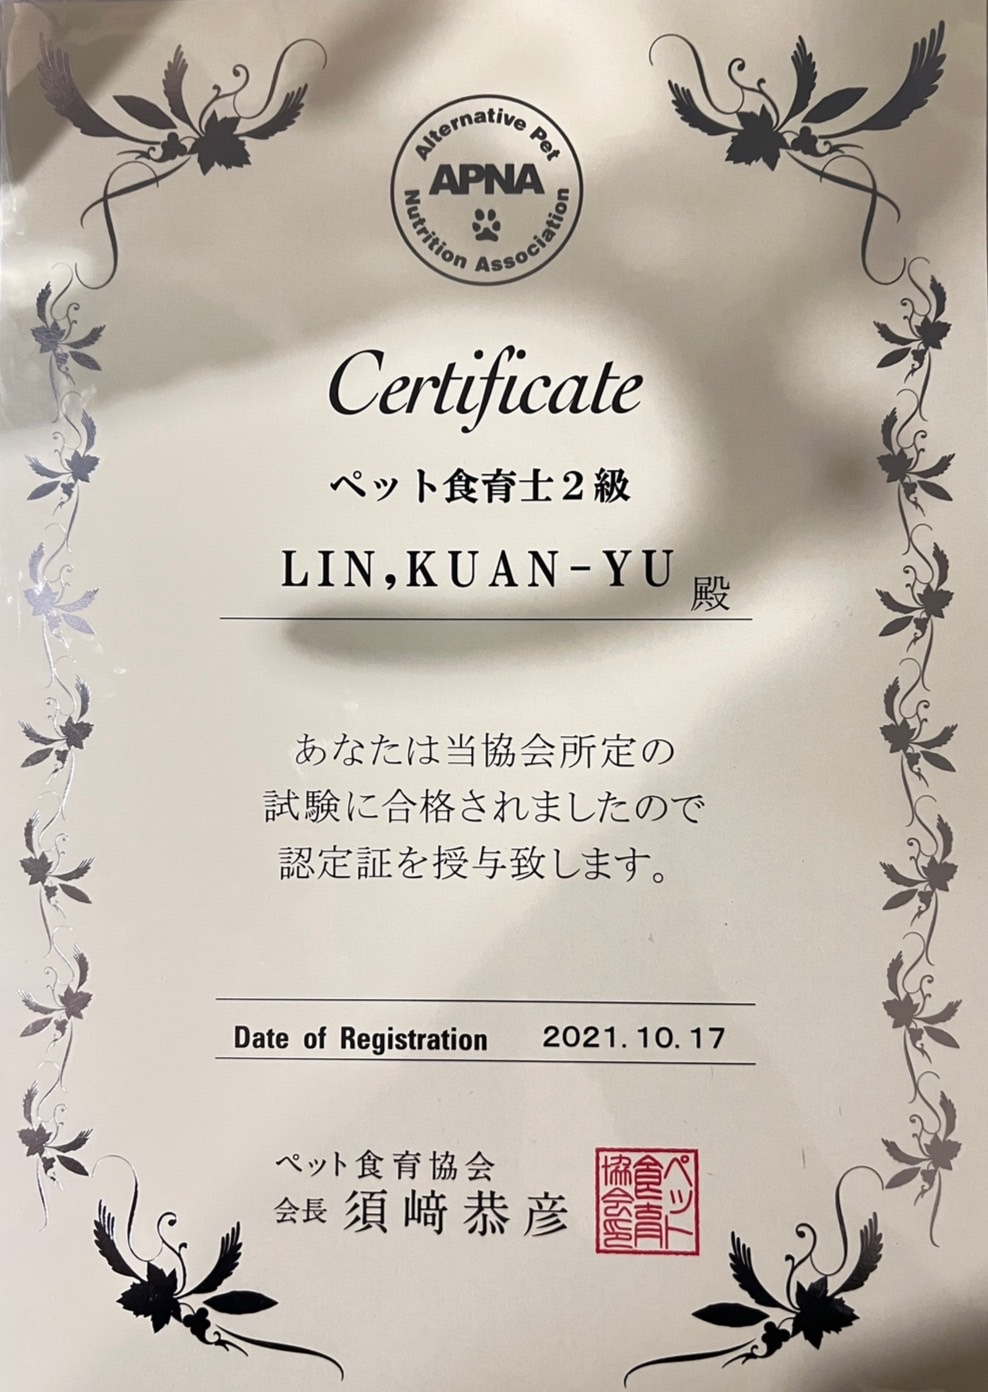 Alternative Pet
APNA
Nutrition Association
Certificate
ペット食育士2級
LIN,KUAN-YU 殿
あなたは当協会所定の
試験に合格されましたので
認定証を授与致します。
Date of Registration 2021.10.17
ペット食育協会
会長 須﨑恭彦
ペット
食育
協会印